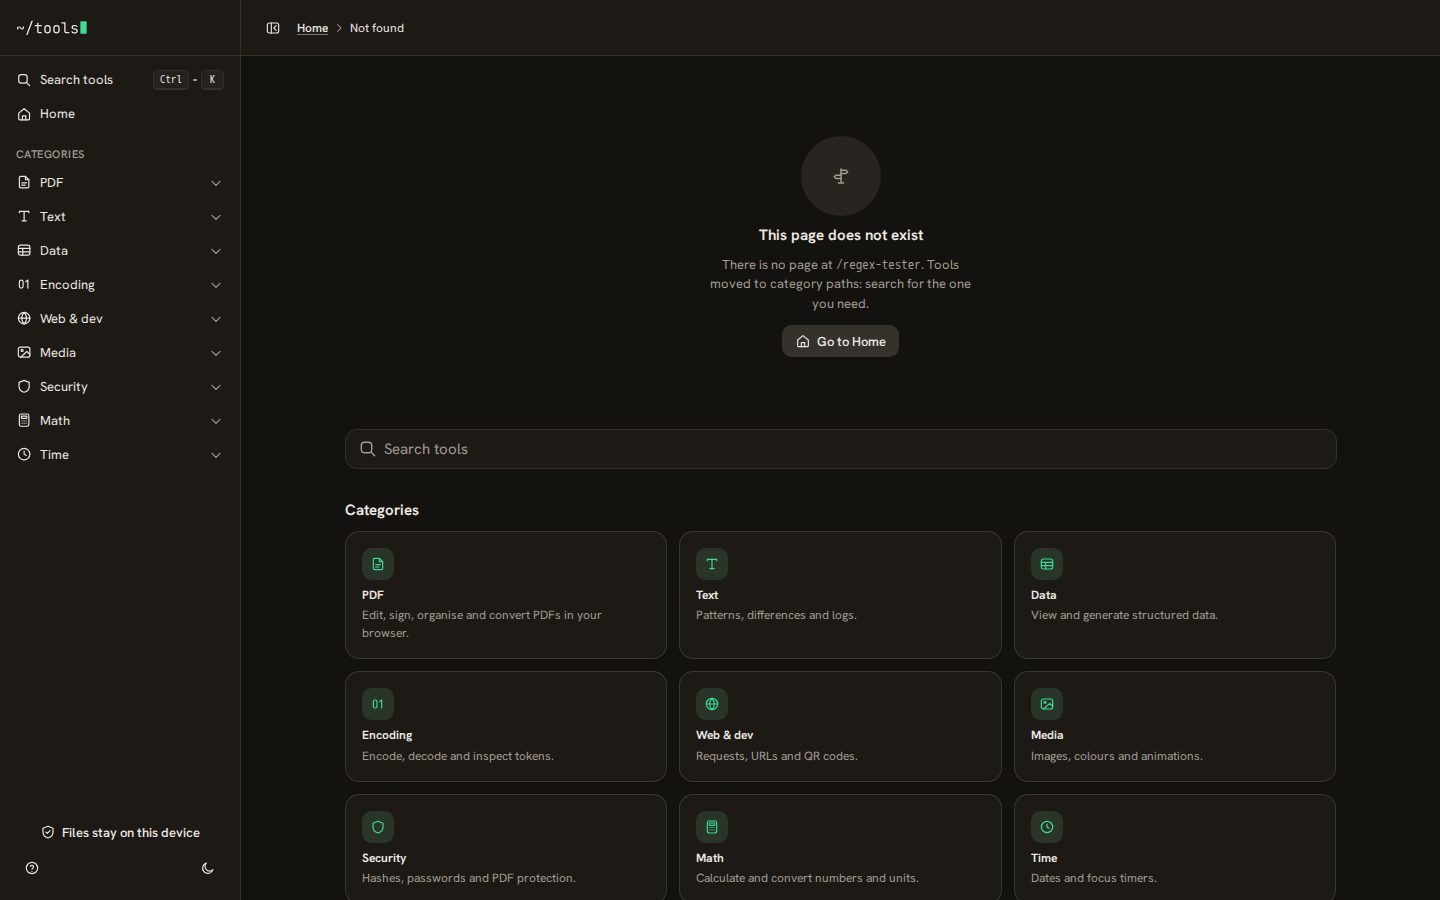 ~/tools
Home
Not found
Search tools
Ctrl - K
Home
CATEGORIES
PDF
Text
Data
Encoding
Web & dev
Media
Security
Math
Time
Files stay on this device
This page does not exist
There is no page at /regex-tester. Tools
moved to category paths: search for the one
you need.
Go to Home
Search tools
Categories
PDF
Edit, sign, organise and convert PDFs in your
browser.
Text
Patterns, differences and logs.
Data
View and generate structured data.
01
Encoding
Encode, decode and inspect tokens.
Web & dev
Requests, URLs and QR codes.
Media
Images, colours and animations.
Security
Hashes, passwords and PDF protection.
Math
Calculate and convert numbers and units.
Time
Dates and focus timers.